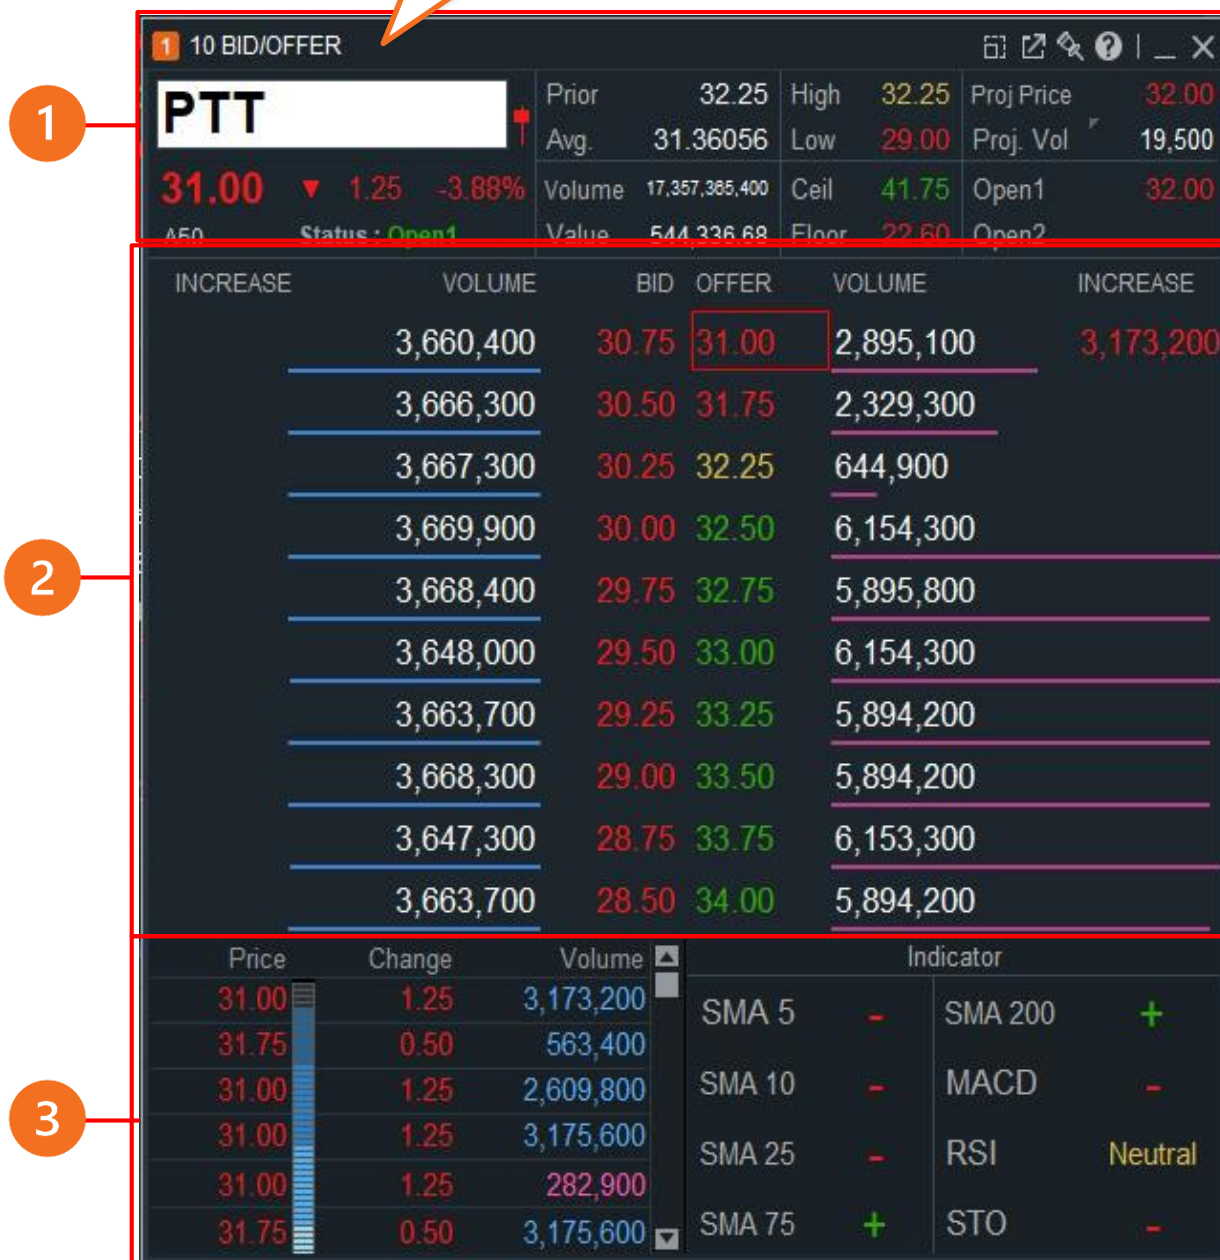 1 10 BID/OFFER
1
PTT Prior 32.25 High 32.25 Proj Price 32.00
Avg. 31.36056 Low 29.00 Proj. Vol 19,500
31.00 ▼ 1.25 -3.88% Volume 17,357,365,400 Ceil 41.75 Open1 32.00
A50 Status : Open1 Value 544,336.68 Floor 22.60 Open2
INCREASE VOLUME BID OFFER VOLUME INCREASE
3,660,400 30.75 31.00 2,895,100 3,173,200
3,666,300 30.50 31.75 2,329,300
3,667,300 30.25 32.25 644,900
3,669,900 30.00 32.50 6,154,300
2
3,668,400 29.75 32.75 5,895,800
3,648,000 29.50 33.00 6,154,300
3,663,700 29.25 33.25 5,894,200
3,668,300 29.00 33.50 5,894,200
3,647,300 28.75 33.75 6,153,300
3,663,700 28.50 34.00 5,894,200
Price Change Volume Indicator
31.00 1.25 3,173,200 SMA 5 - SMA 200 +
31.75 0.50 563,400
31.00 1.25 2,609,800 SMA 10 - MACD -
3
31.00 1.25 3,175,600 SMA 25 - RSI Neutral
31.00 1.25 282,900
31.75 0.50 3,175,600 SMA 75 + STO -